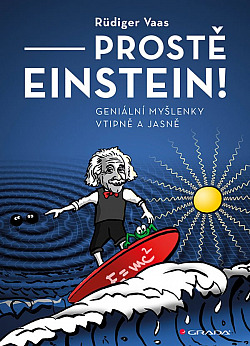 Rüdiger Vaas
PROSTĚ
EINSTEIN!
GENIÁLNÍ MYŠLENKY
VTIPNĚ A JASNĚ
E=mc²
GRADA